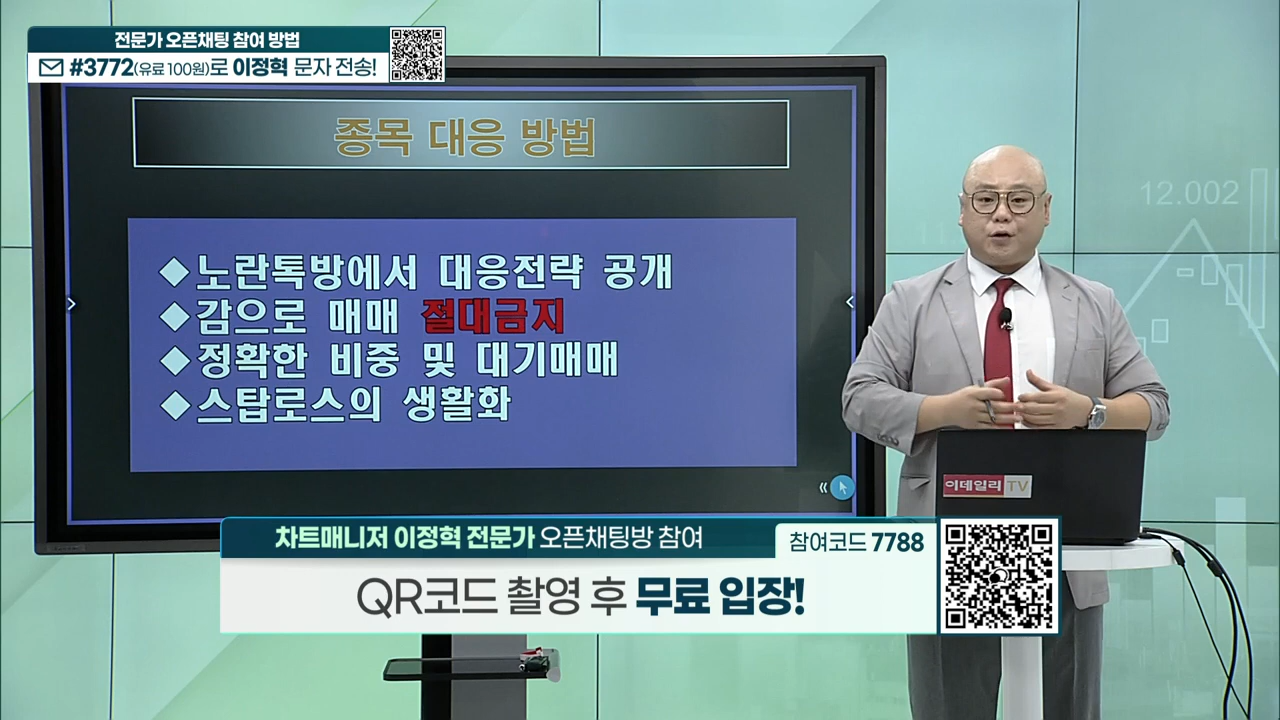 전문가 오픈채팅 참여 방법
#3772(유료 100원)로 이정혁 문자 전송!
종목 대응 방법
◆노란톡방에서 대응전략 공개
◆감으로 매매 절대금지
◆정확한 비중 및 대기매매
◆스탑로스의 생활화
12.002
이데일리TV
차트매니저 이정혁 전문가 오픈채팅방 참여
참여코드 7788
QR코드 촬영 후 무료 입장!